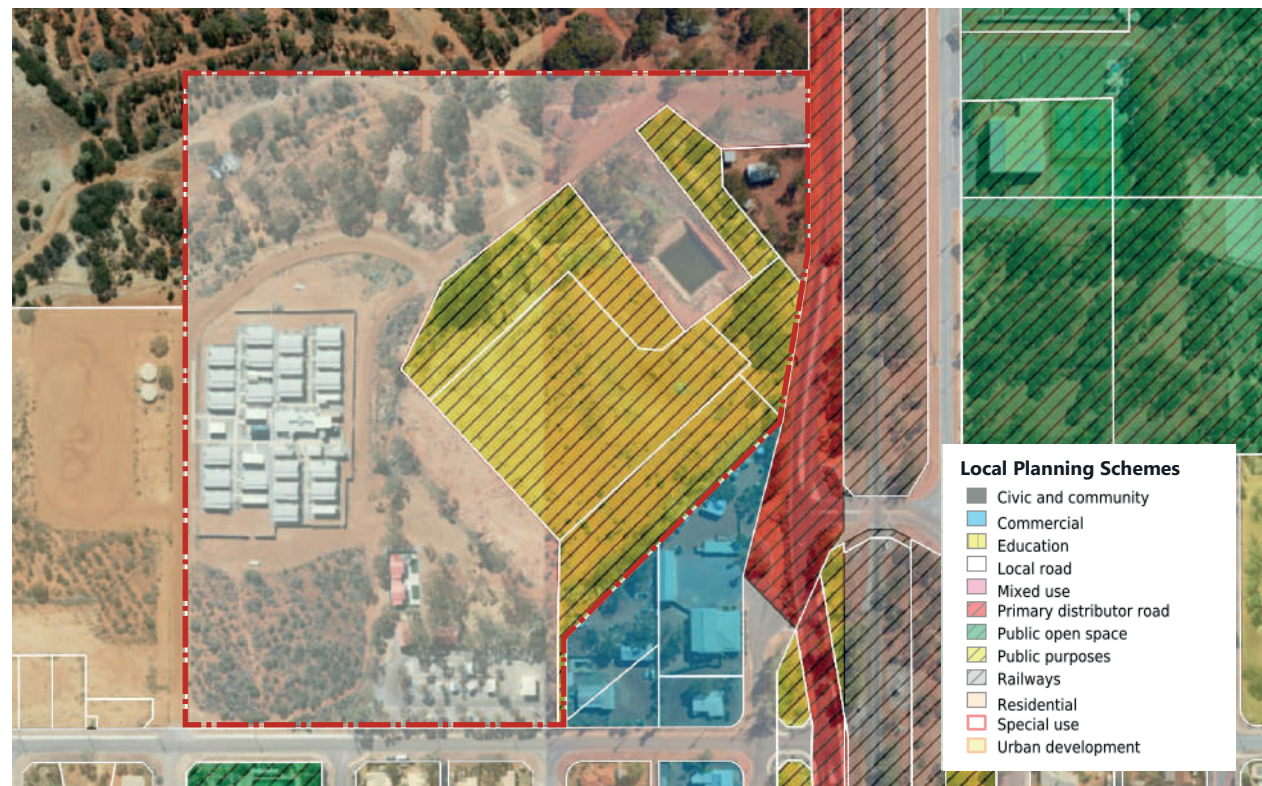 Local Planning Schemes
Civic and community
Commercial
Education
Local road
Mixed use
Primary distributor road
Public open space
Public purposes
Railways
Residential
Special use
Urban development